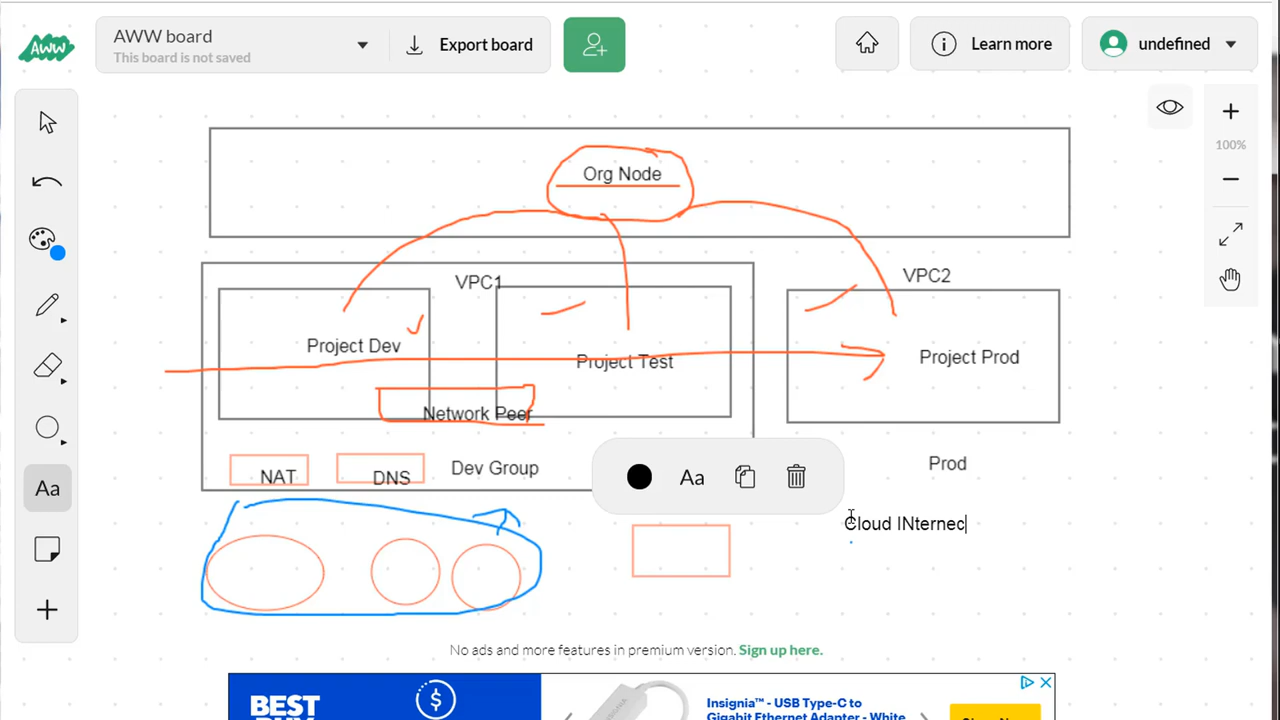 AWW
AWW board
This board is not saved
Export board
Learn more
undefined
100%
Org Node
VPC1
VPC2
Project Dev
Project Test
Project Prod
Network Peer
NAT
DNS
Dev Group
Prod
Aa
Aa
Cloud INternec
No ads and more features in premium version. Sign up here.
BEST
Insignia™ - USB Type-C to
Gigabit Ethernet Adapter - White